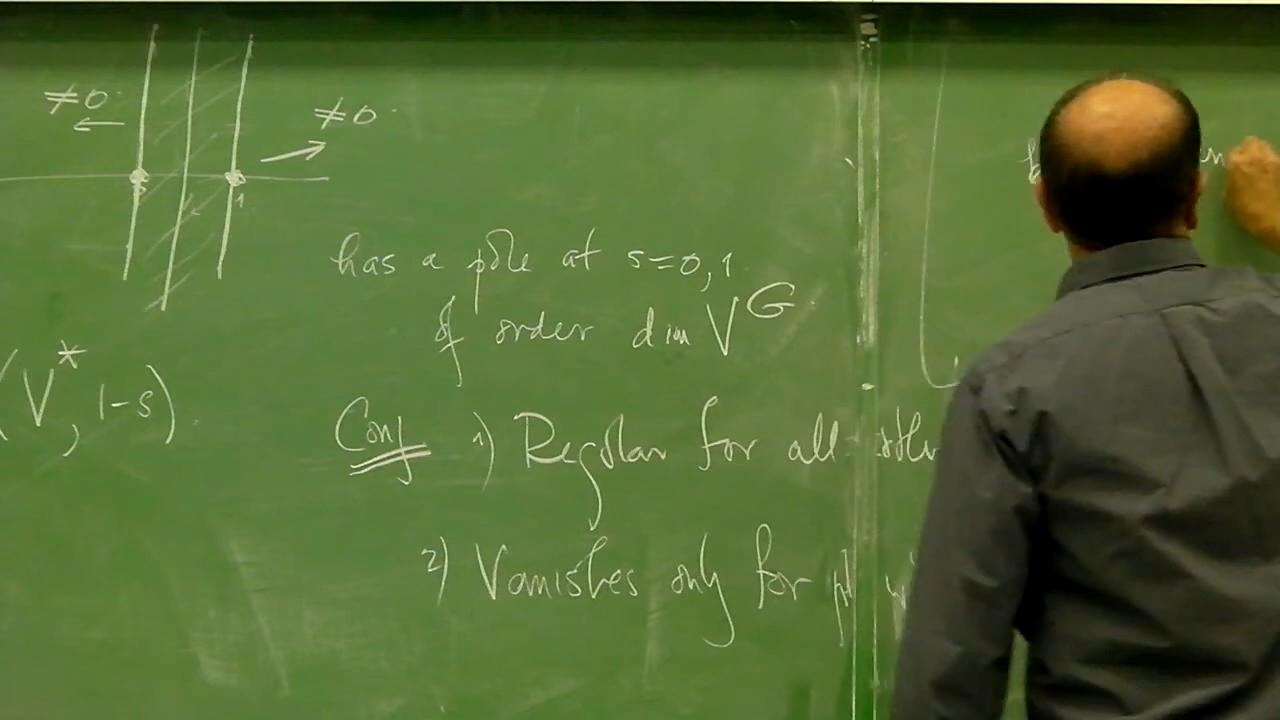 ≠0
≠0
1
has a pole at s=0,1
of order dim V^G
(V^*, 1-s)
Conj 1) Regular for all
2) Vanishes only for